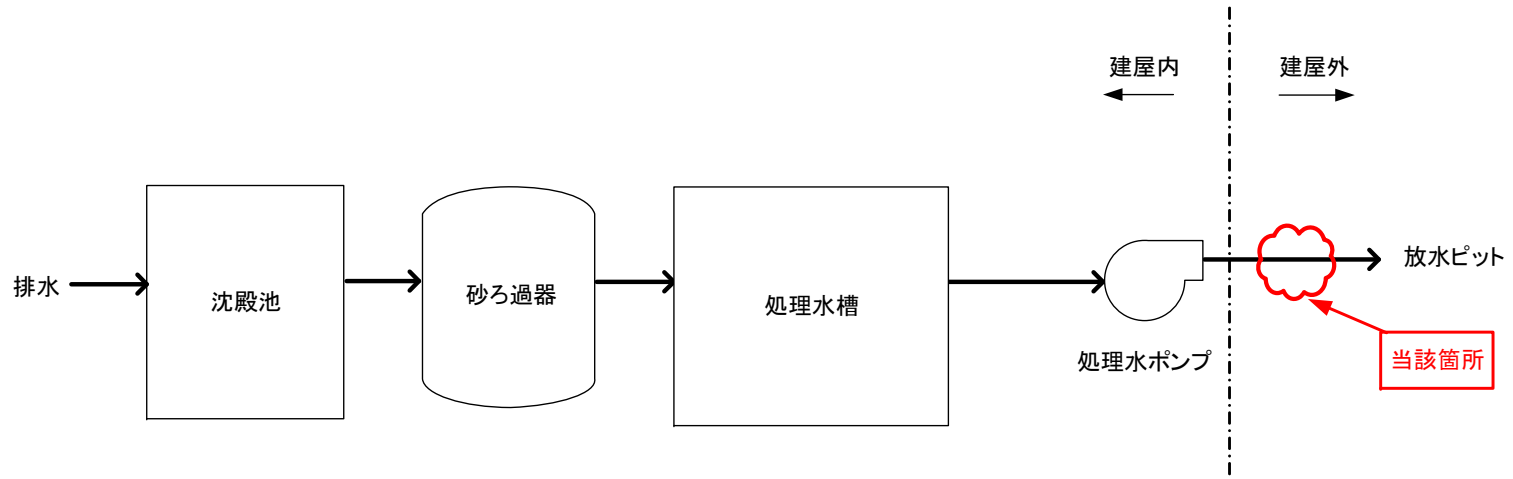 建屋内
建屋外
排水
沈殿池
砂ろ過器
処理水槽
処理水ポンプ
放水ピット
当該箇所